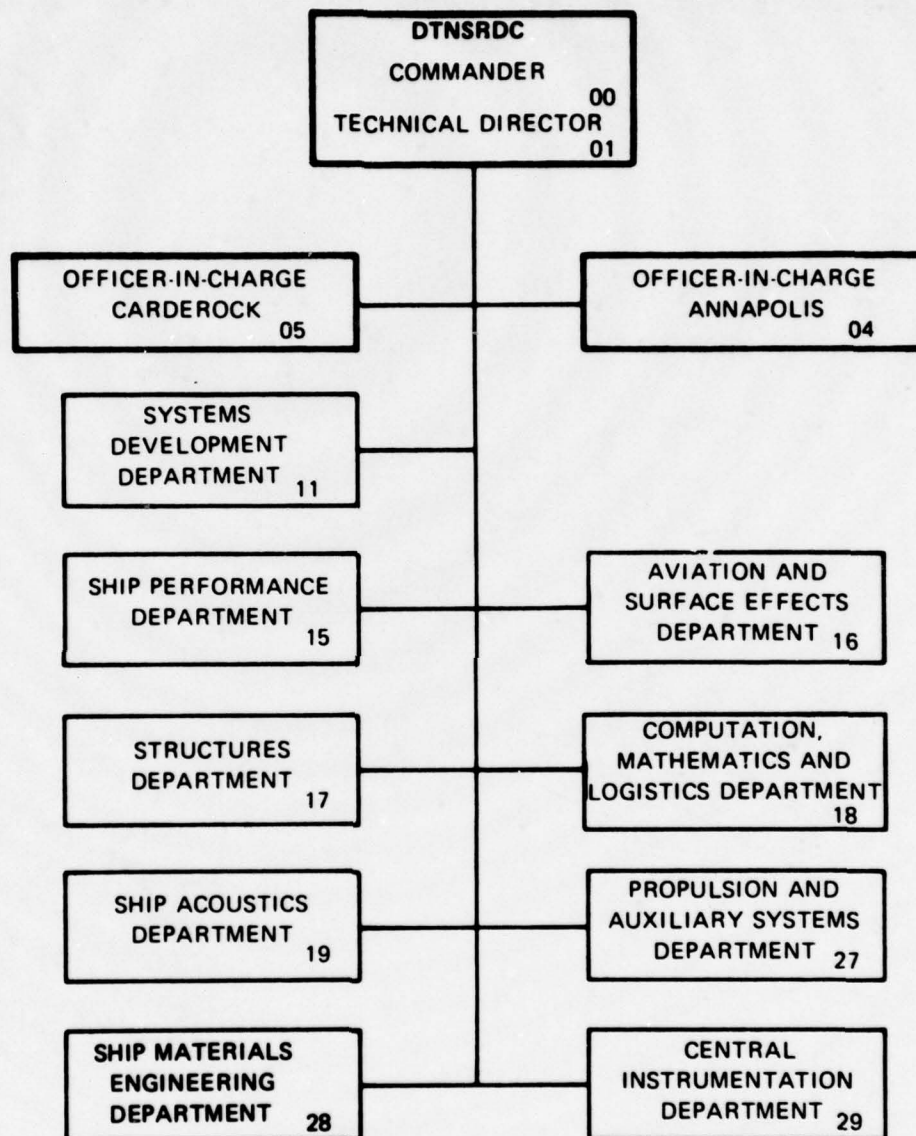 DTNSRDC
COMMANDER
00
TECHNICAL DIRECTOR
01
OFFICER-IN-CHARGE
CARDEROCK
05
OFFICER-IN-CHARGE
ANNAPOLIS
04
SYSTEMS
DEVELOPMENT
DEPARTMENT
11
SHIP PERFORMANCE
DEPARTMENT
15
AVIATION AND
SURFACE EFFECTS
DEPARTMENT
16
STRUCTURES
DEPARTMENT
17
COMPUTATION,
MATHEMATICS AND
LOGISTICS DEPARTMENT
18
SHIP ACOUSTICS
DEPARTMENT
19
PROPULSION AND
AUXILIARY SYSTEMS
DEPARTMENT
27
SHIP MATERIALS
ENGINEERING
DEPARTMENT
28
CENTRAL
INSTRUMENTATION
DEPARTMENT
29